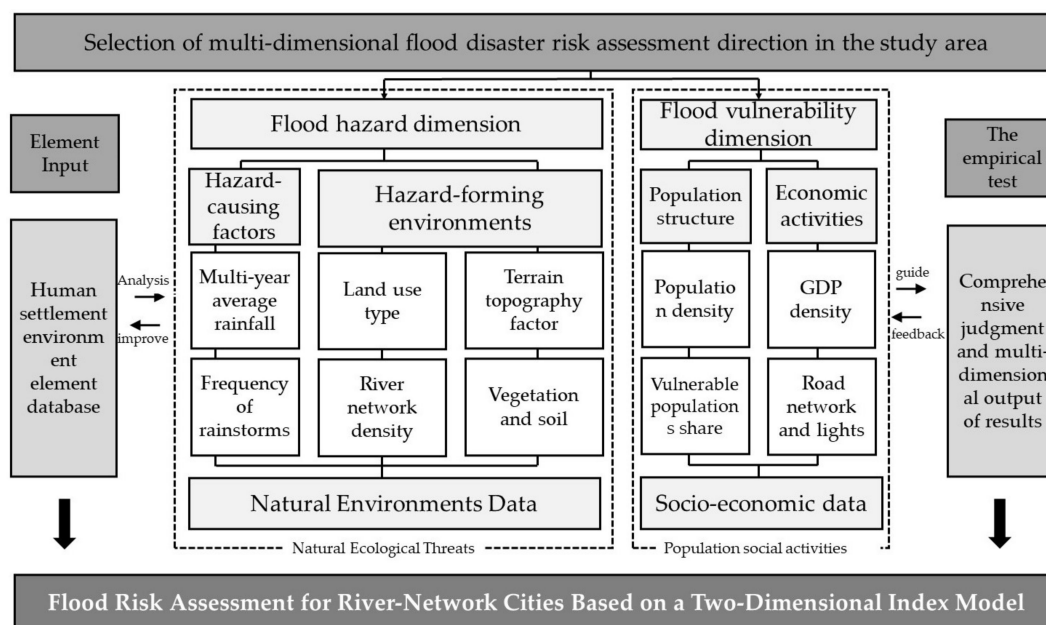 Selection of multi-dimensional flood disaster risk assessment direction in the study area
Element
Input
Human
settlement
environm
ent
element
database
Analysis
improve
Flood hazard dimension
Hazard-
causing
factors
Hazard-forming
environments
Multi-year
average
rainfall
Land use
type
Terrain
topography
factor
Frequency
of
rainstorms
River
network
density
Vegetation
and soil
Natural Environments Data
Natural Ecological Threats
Flood vulnerability
dimension
Population
structure
Economic
activities
Populatio
n density
GDP
density
Vulnerable
population
s share
Road
network
and lights
Socio-economic data
Population social activities
guide
feedback
The
empirical
test
Comprehe
nsive
judgment
and multi-
dimension
al output
of results
Flood Risk Assessment for River-Network Cities Based on a Two-Dimensional Index Model